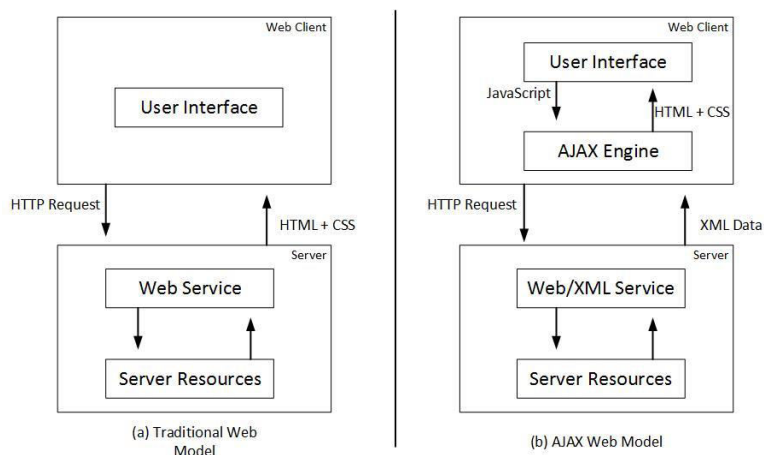 Web Client
User Interface
HTTP Request
HTML + CSS
Server
Web Service
Server Resources
(a) Traditional Web
Model
Web Client
User Interface
JavaScript
HTML + CSS
AJAX Engine
HTTP Request
XML Data
Server
Web/XML Service
Server Resources
(b) AJAX Web Model